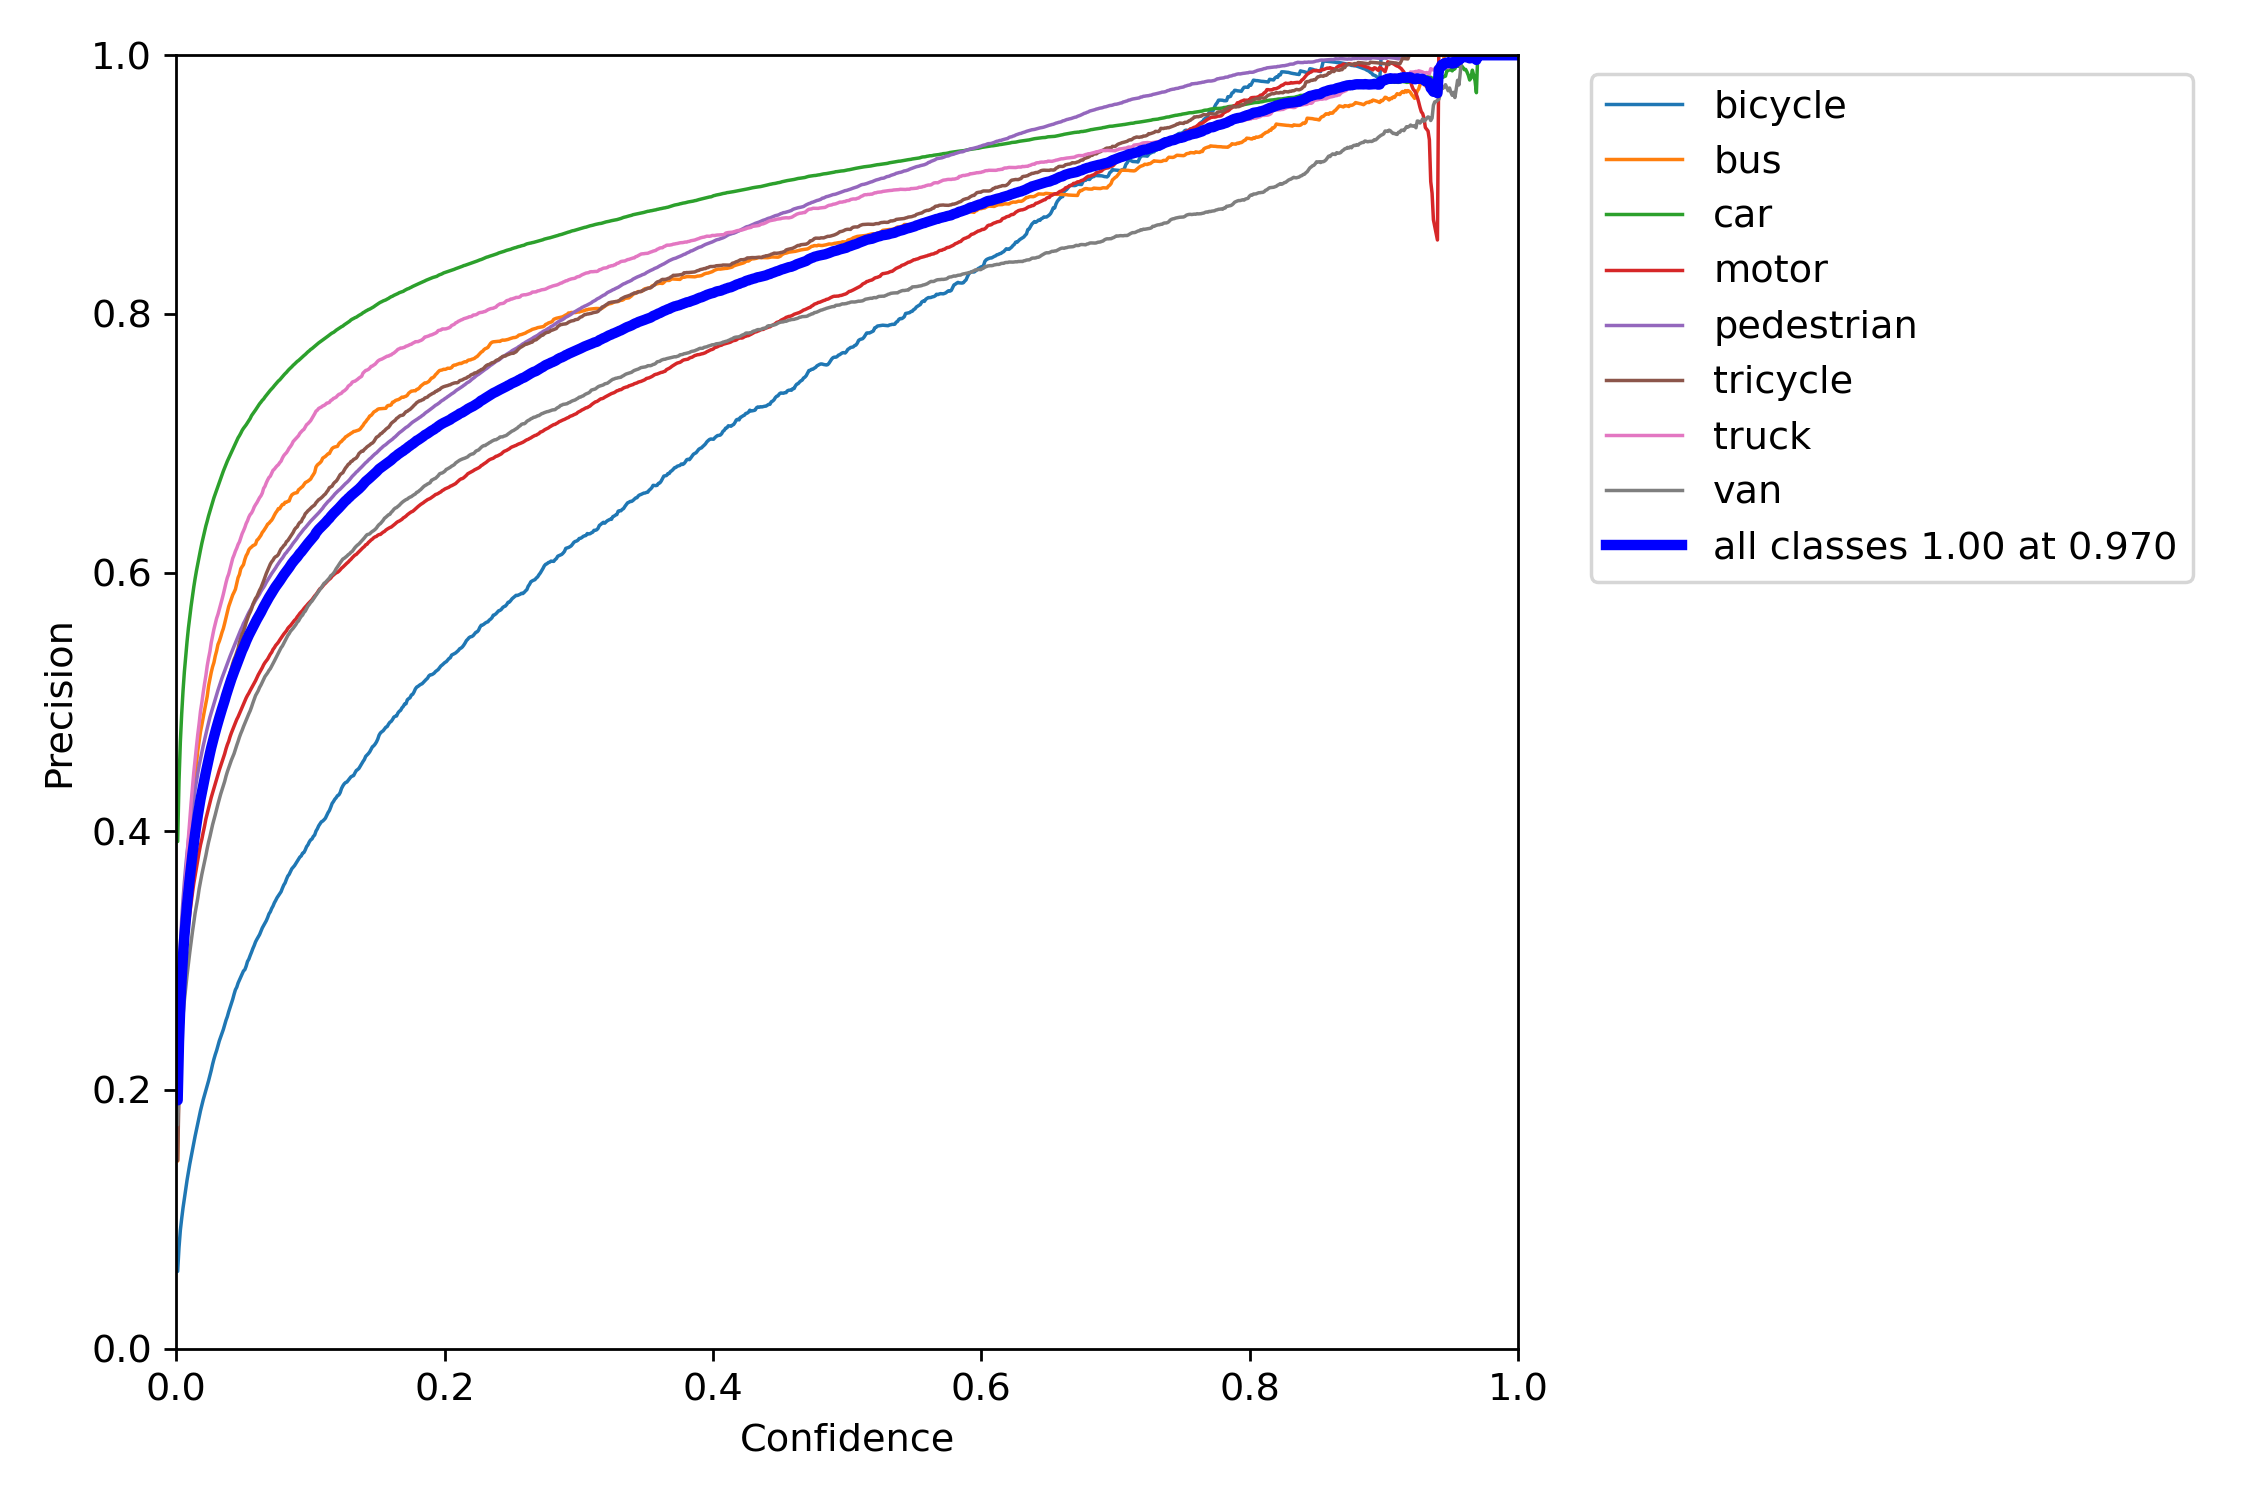 1.0
0.8
0.6
0.4
0.2
0.0
Precision
0.0 0.2 0.4 0.6 0.8 1.0
Confidence
bicycle
bus
car
motor
pedestrian
tricycle
truck
van
all classes 1.00 at 0.970